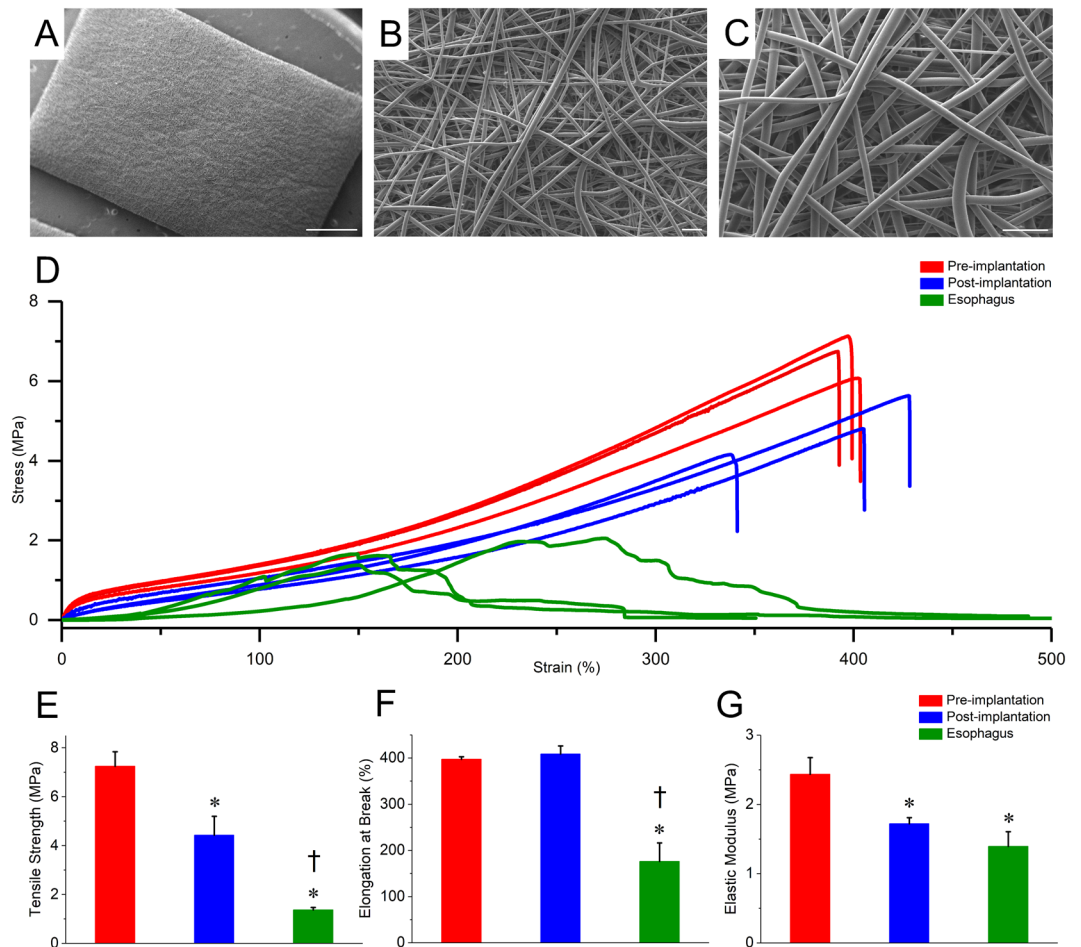 A
B
C
D
Pre-implantation
Post-implantation
Esophagus
8
6
4
2
0
Stress (MPa)
0 100 200 300 400 500
Strain (%)
Pre-implantation
Post-implantation
Esophagus
E
8
6
4
2
0
Tensile Strength (MPa)
*
†
*
F
400
300
200
150
100
0
Elongation at Break (%)
†
*
G
3
2
1
0
Elastic Modulus (MPa)
*
*